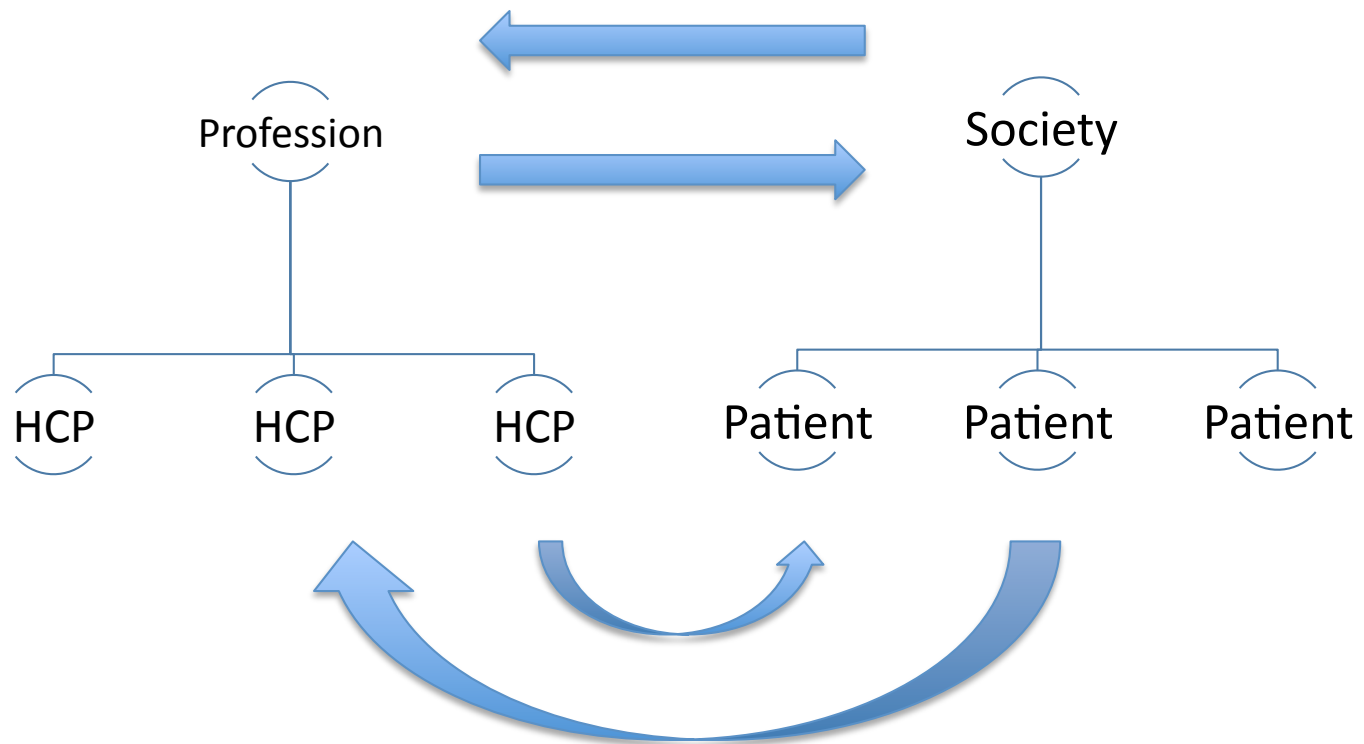 Profession
Society
HCP
HCP
HCP
Patient
Patient
Patient